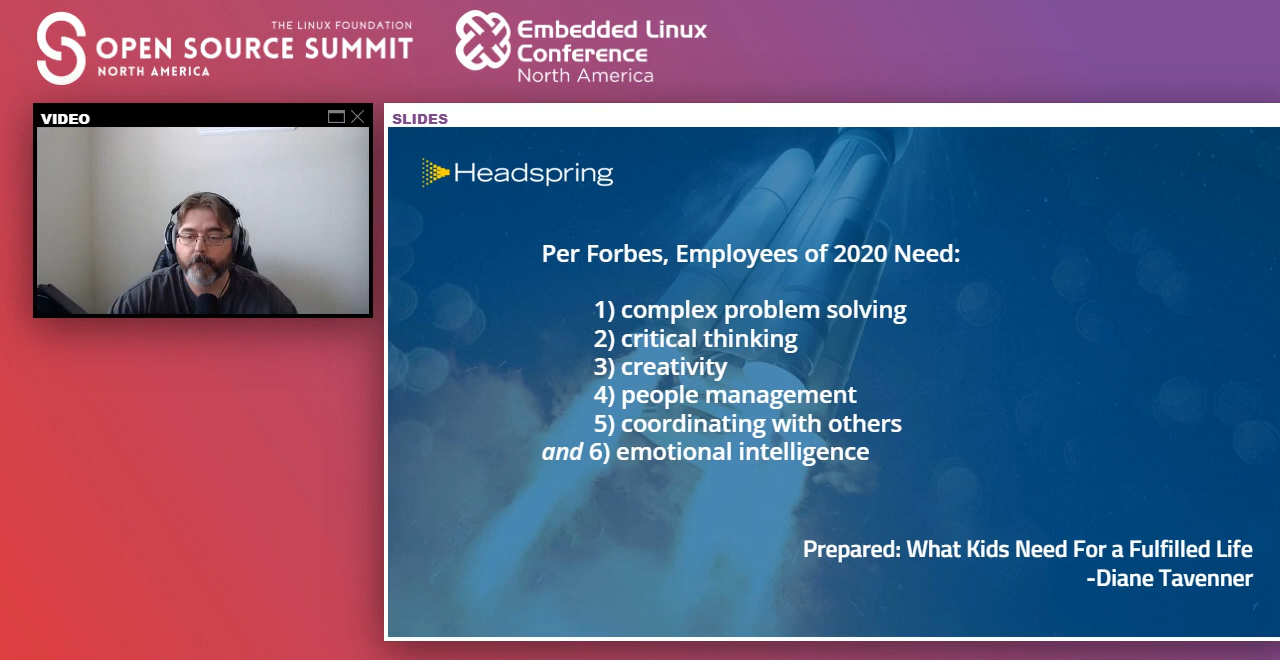 THE LINUX FOUNDATION
OPEN SOURCE SUMMIT
NORTH AMERICA
Embedded Linux
Conference
North America
VIDEO
SLIDES
Headspring
Per Forbes, Employees of 2020 Need:
1) complex problem solving
2) critical thinking
3) creativity
4) people management
5) coordinating with others
and 6) emotional intelligence
Prepared: What Kids Need For a Fulfilled Life
-Diane Tavenner